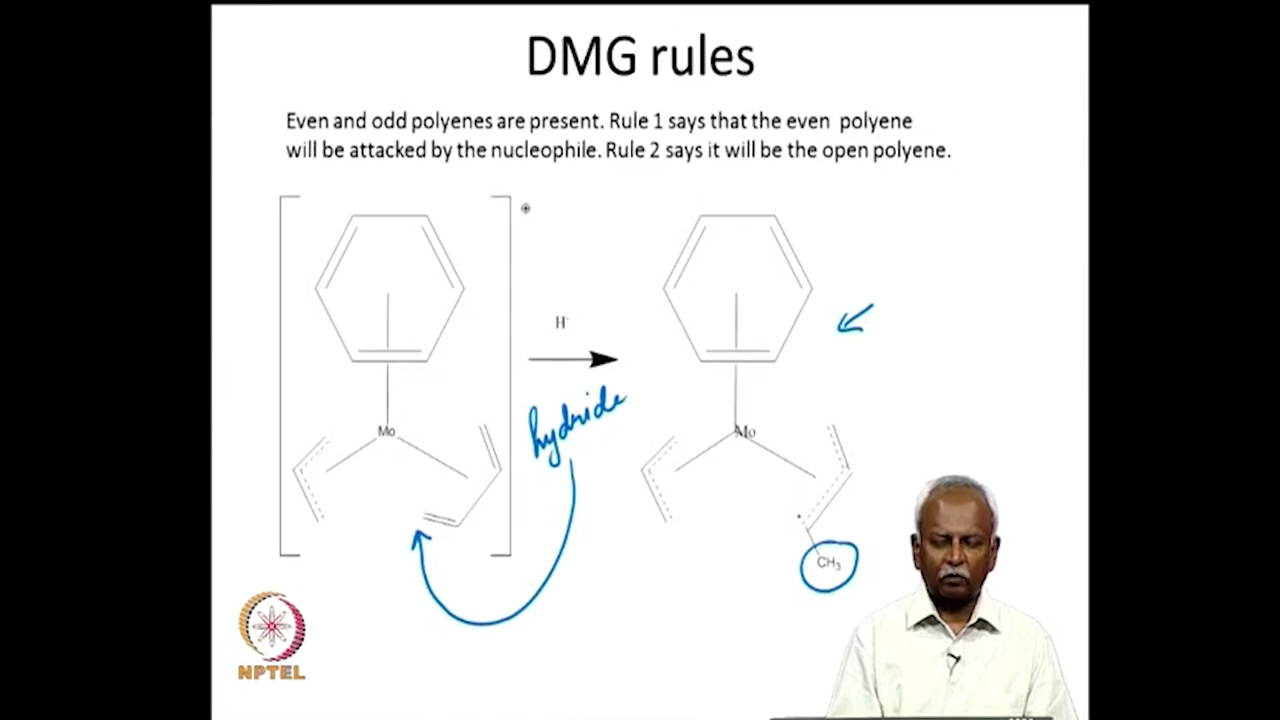 DMG rules
Even and odd polyenes are present. Rule 1 says that the even polyene
will be attacked by the nucleophile. Rule 2 says it will be the open polyene.
H⁻
hydride
Mo
Mo
CH₃
NPTEL